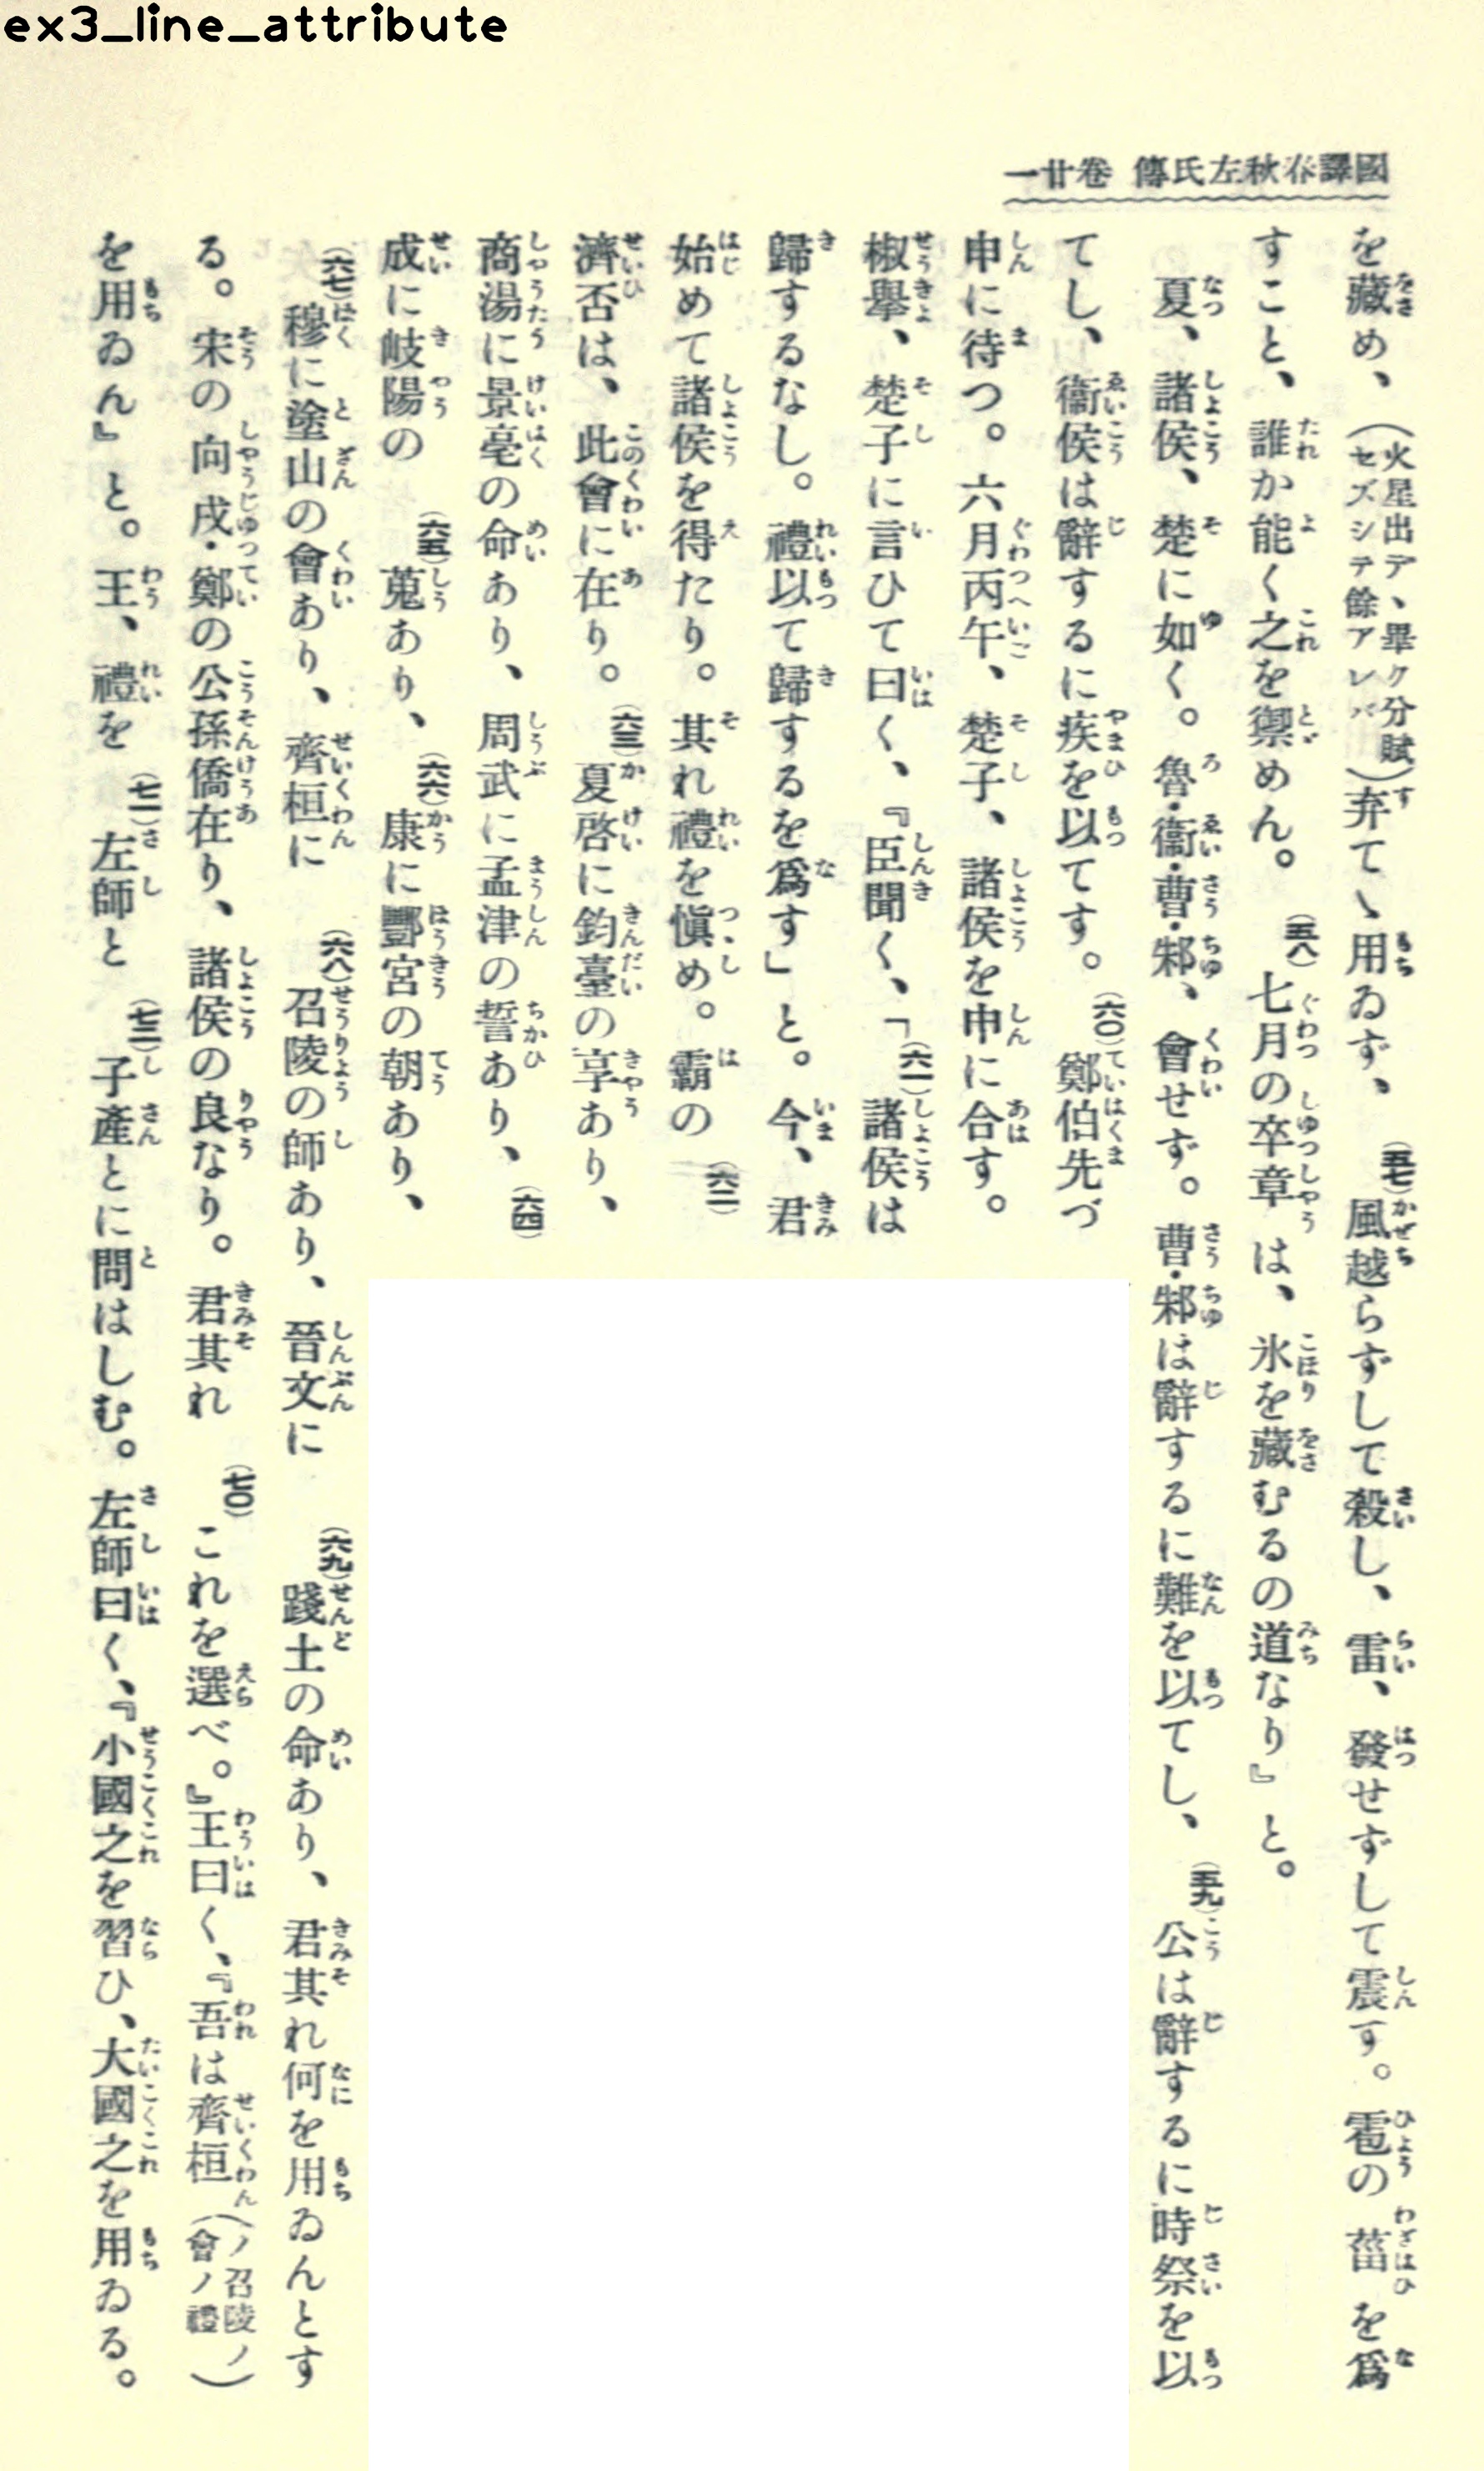 ex3_line_attribute
國譯春秋左氏傳 卷廿一
を藏め、（火星出デ、畢ク分賦セズシテ餘アレバ）弃て、用ゐず、（五七）風越らずして殺し、雷、發せずして震す。雹の菑を爲
すこと、誰か能く之を禦めん。（五八）七月の卒章は、氷を藏むるの道なり』と。
夏、諸侯、楚に如く。魯・衞・曹・邾、會せず。曹・邾は辭するに難を以てし、（五九）公は辭するに時祭を以
てし、衞侯は辭するに疾を以てす。（六〇）鄭伯先づ
申に待つ。六月丙午、楚子、諸侯を申に合す。
椒擧、楚子に言ひて曰く、『臣聞く、「（六一）諸侯は
歸するなし。禮以て歸するを爲す」と。今、君
始めて諸侯を得たり。其れ禮を愼め。霸の（六二）
濟否は、此會に在り。（六三）夏啓に鈞臺の享あり、
商湯に景亳の命あり、周武に孟津の誓あり、（六四）
成に岐陽の（六五）蒐あり、（六六）康に酆宮の朝あり、
（六七）穆に塗山の會あり、齊桓に（六八）召陵の師あり、晉文に（六九）踐土の命あり、君其れ何を用ゐんとす
る。宋の向戌・鄭の公孫僑在り、諸侯の良なり。君其れ（七〇）これを選べ。』王曰く、『吾は齊桓（ノ召陵ノ會ノ禮）
を用ゐん』と。王、禮を（七一）左師と（七二）子產とに問はしむ。左師曰く、『小國之を習ひ、大國之を用ゐる。